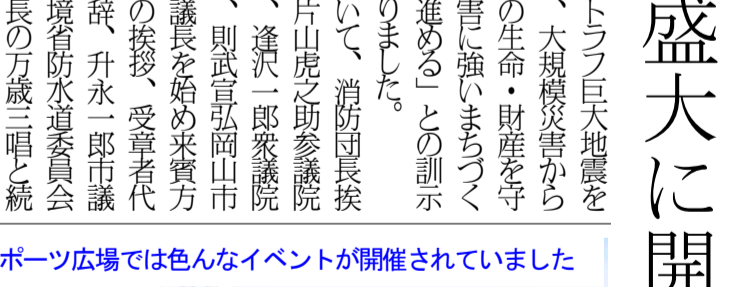 盛大に開
トラフ巨大地震を
、大規模災害から
の生命・財産を守
害に強いまちづく
進める」との訓示
りました。
いて、消防団長挨
片山虎之助参議院
、逢沢一郎衆議院
、則武宣弘岡山市
議長を始め来賓方
の挨拶、受章者代
辞、升永一郎市議
境省防水道委員会
長の万歳三唱と続
ポーツ広場では色んなイベントが開催されていました